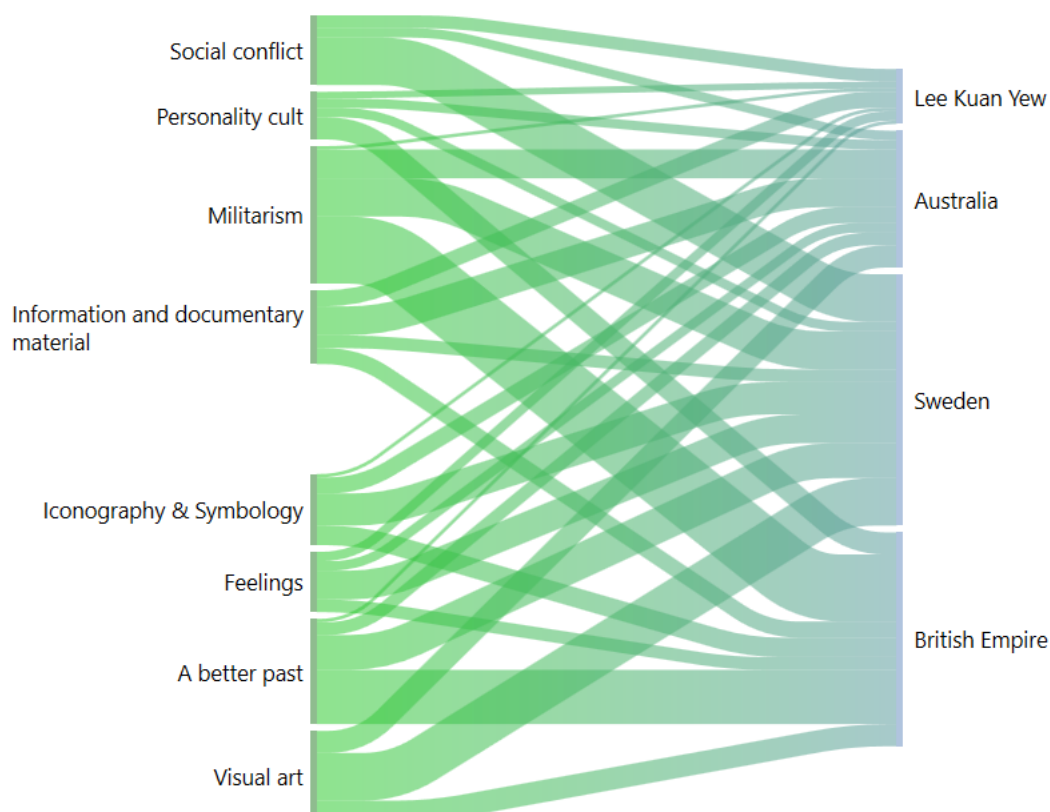 Social conflict
Personality cult
Militarism
Information and documentary
material
Iconography & Symbology
Feelings
A better past
Visual art
Lee Kuan Yew
Australia
Sweden
British Empire